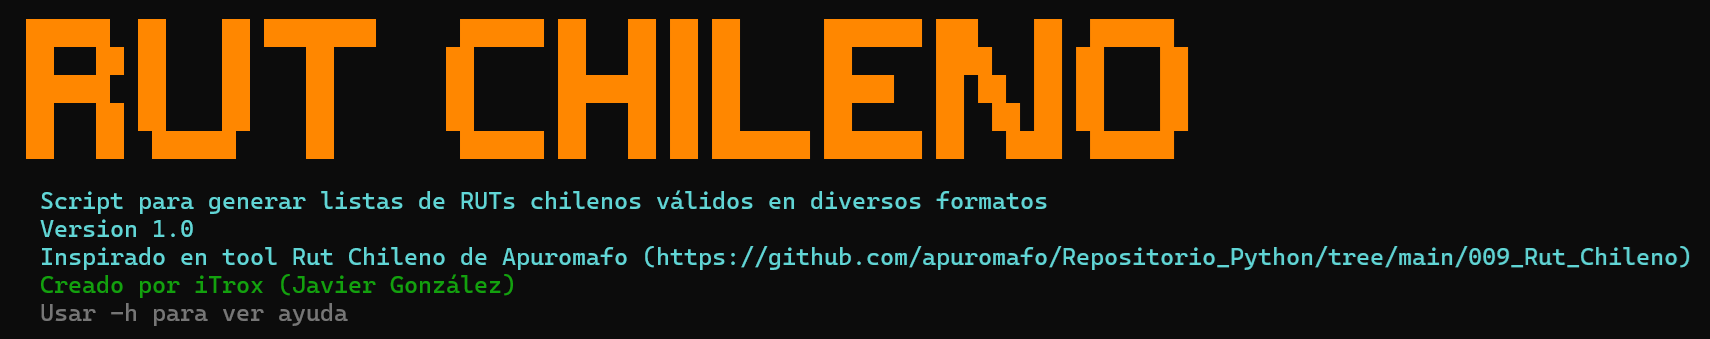 RUT CHILENO
Script para generar listas de RUTs chilenos válidos en diversos formatos
Version 1.0
Inspirado en tool Rut Chileno de Apuromafo (https://github.com/apuromafo/Repositorio_Python/tree/main/009_Rut_Chileno)
Creado por iTrox (Javier González)
Usar -h para ver ayuda